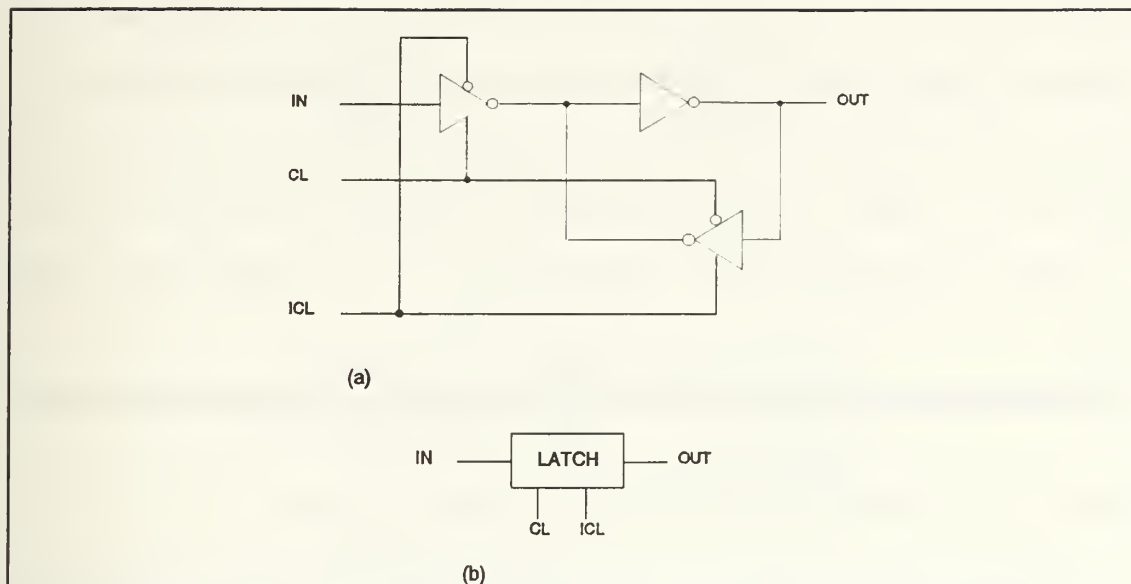 IN
OUT
CL
ICL
(a)
IN LATCH OUT
CL ICL
(b)